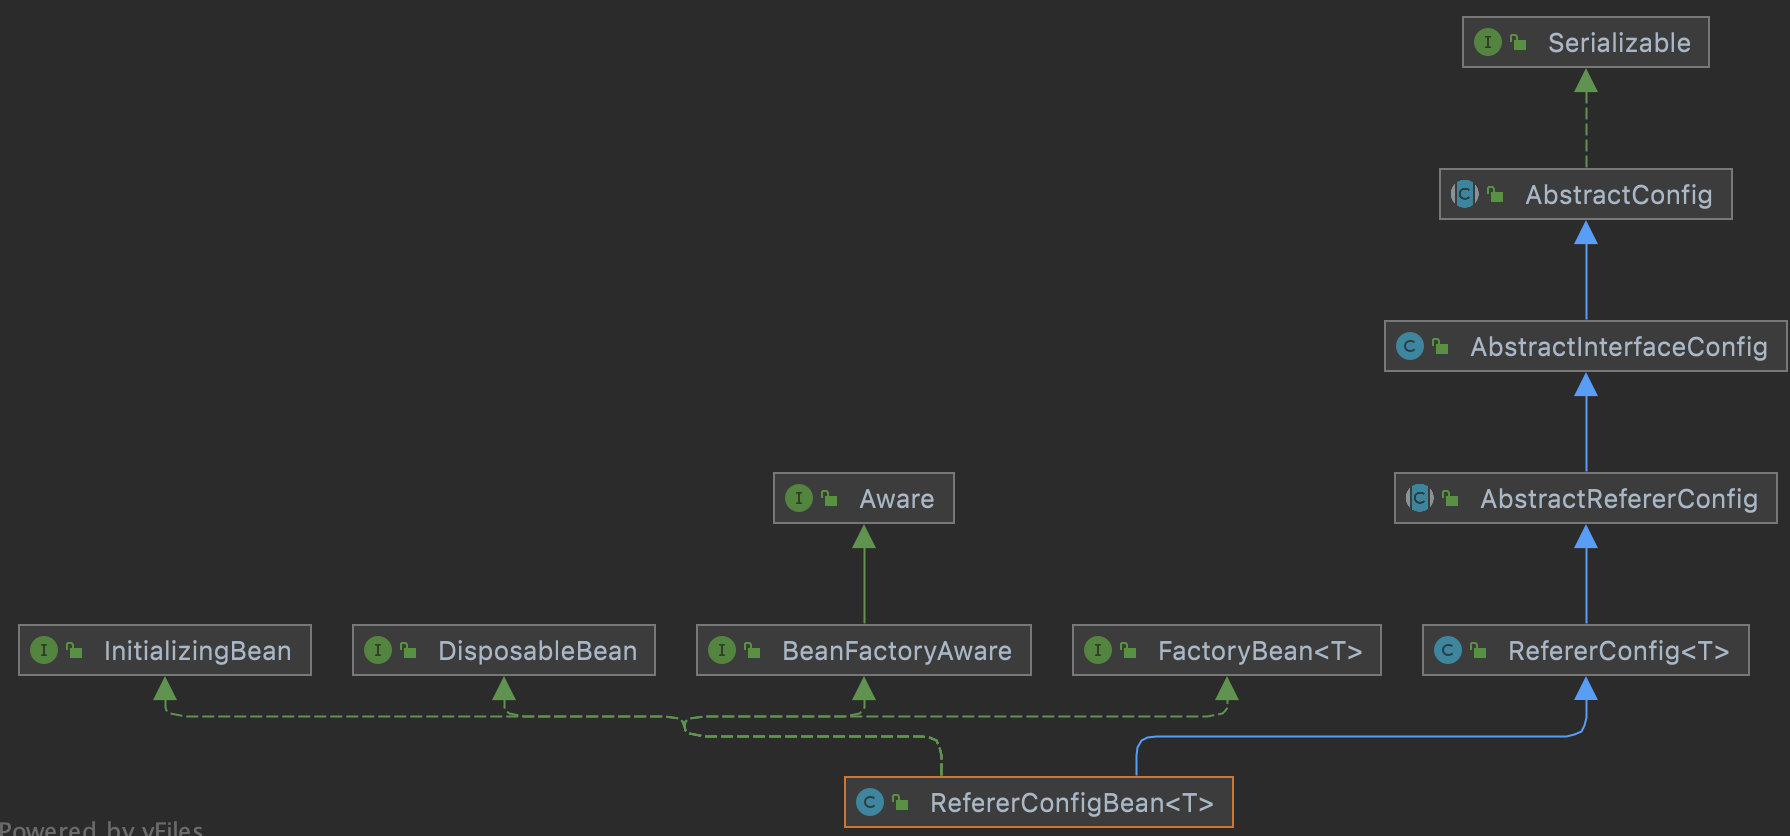 Serializable
AbstractConfig
AbstractInterfaceConfig
Aware
AbstractRefererConfig
InitializingBean
DisposableBean
BeanFactoryAware
FactoryBean<T>
RefererConfig<T>
RefererConfigBean<T>
Powered by yFiles